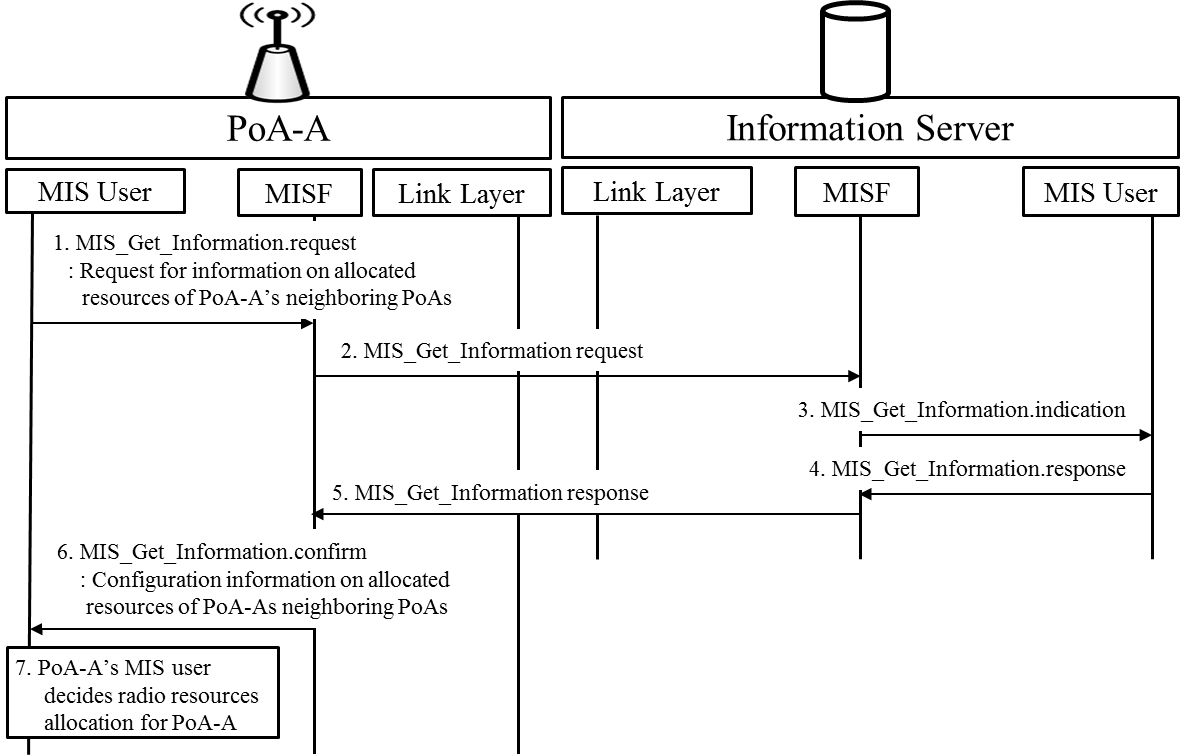 PoA-A
Information Server
MIS User
MISF
Link Layer
Link Layer
MISF
MIS User
1. MIS_Get_Information.request
: Request for information on allocated
resources of PoA-A’s neighboring PoAs
2. MIS_Get_Information request
3. MIS_Get_Information.indication
4. MIS_Get_Information.response
5. MIS_Get_Information response
6. MIS_Get_Information.confirm
: Configuration information on allocated
resources of PoA-As neighboring PoAs
7. PoA-A’s MIS user
decides radio resources
allocation for PoA-A